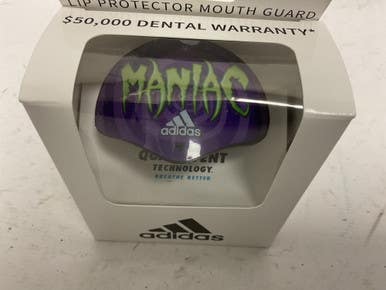 LIP PROTECTOR MOUTH GUARD
$50,000 DENTAL WARRANTY*
MANIAC
adidas
TECHNOLOGY
BREATHE BETTER
adidas